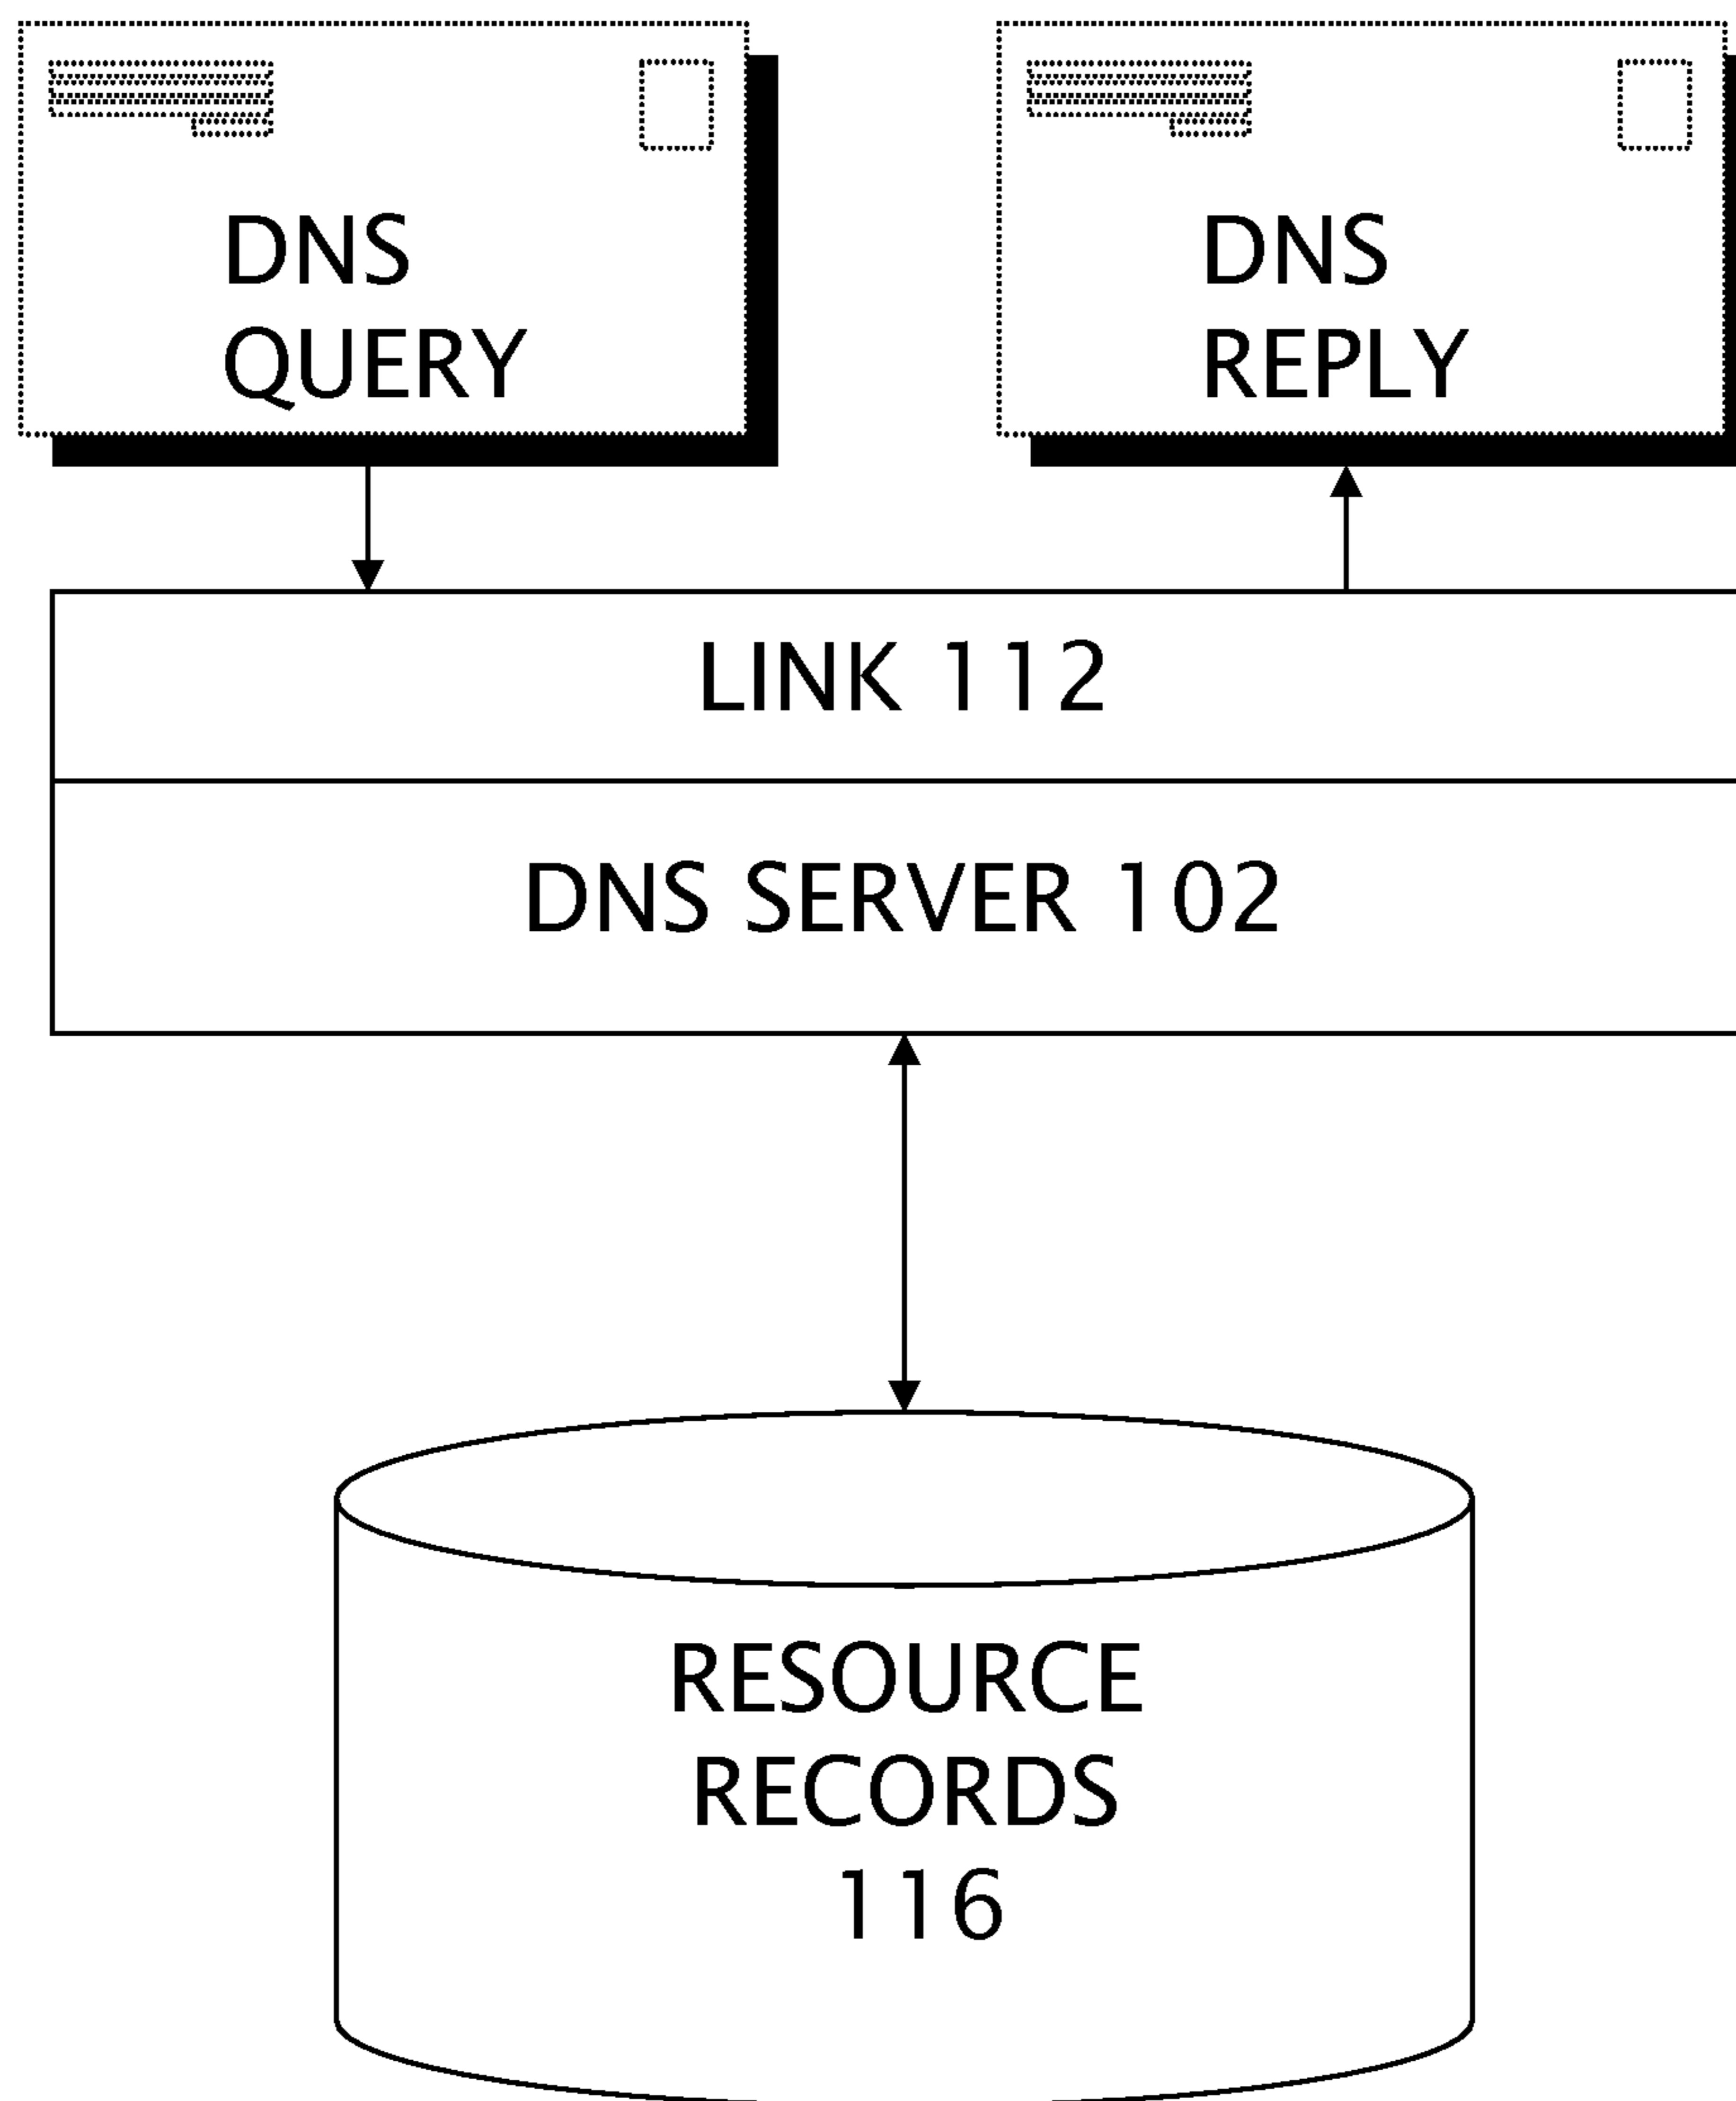 DNS
QUERY
DNS
REPLY
LINK 112
DNS SERVER 102
RESOURCE
RECORDS
116